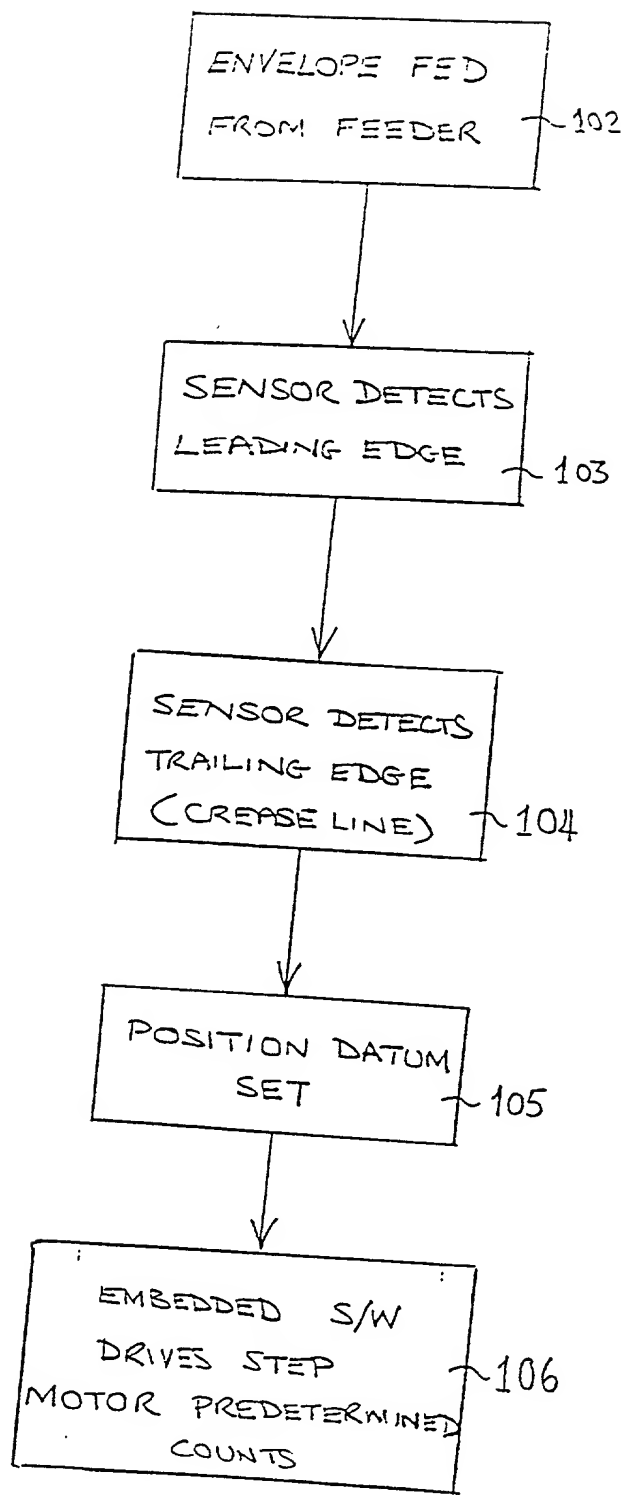 ENVELOPE FED
FROM FEEDER
102
SENSOR DETECTS
LEADING EDGE
103
SENSOR DETECTS
TRAILING EDGE
(CREASE LINE)
104
POSITION DATUM
SET
105
EMBEDDED S/W
DRIVES STEP
MOTOR PREDETERMINED
COUNTS
106